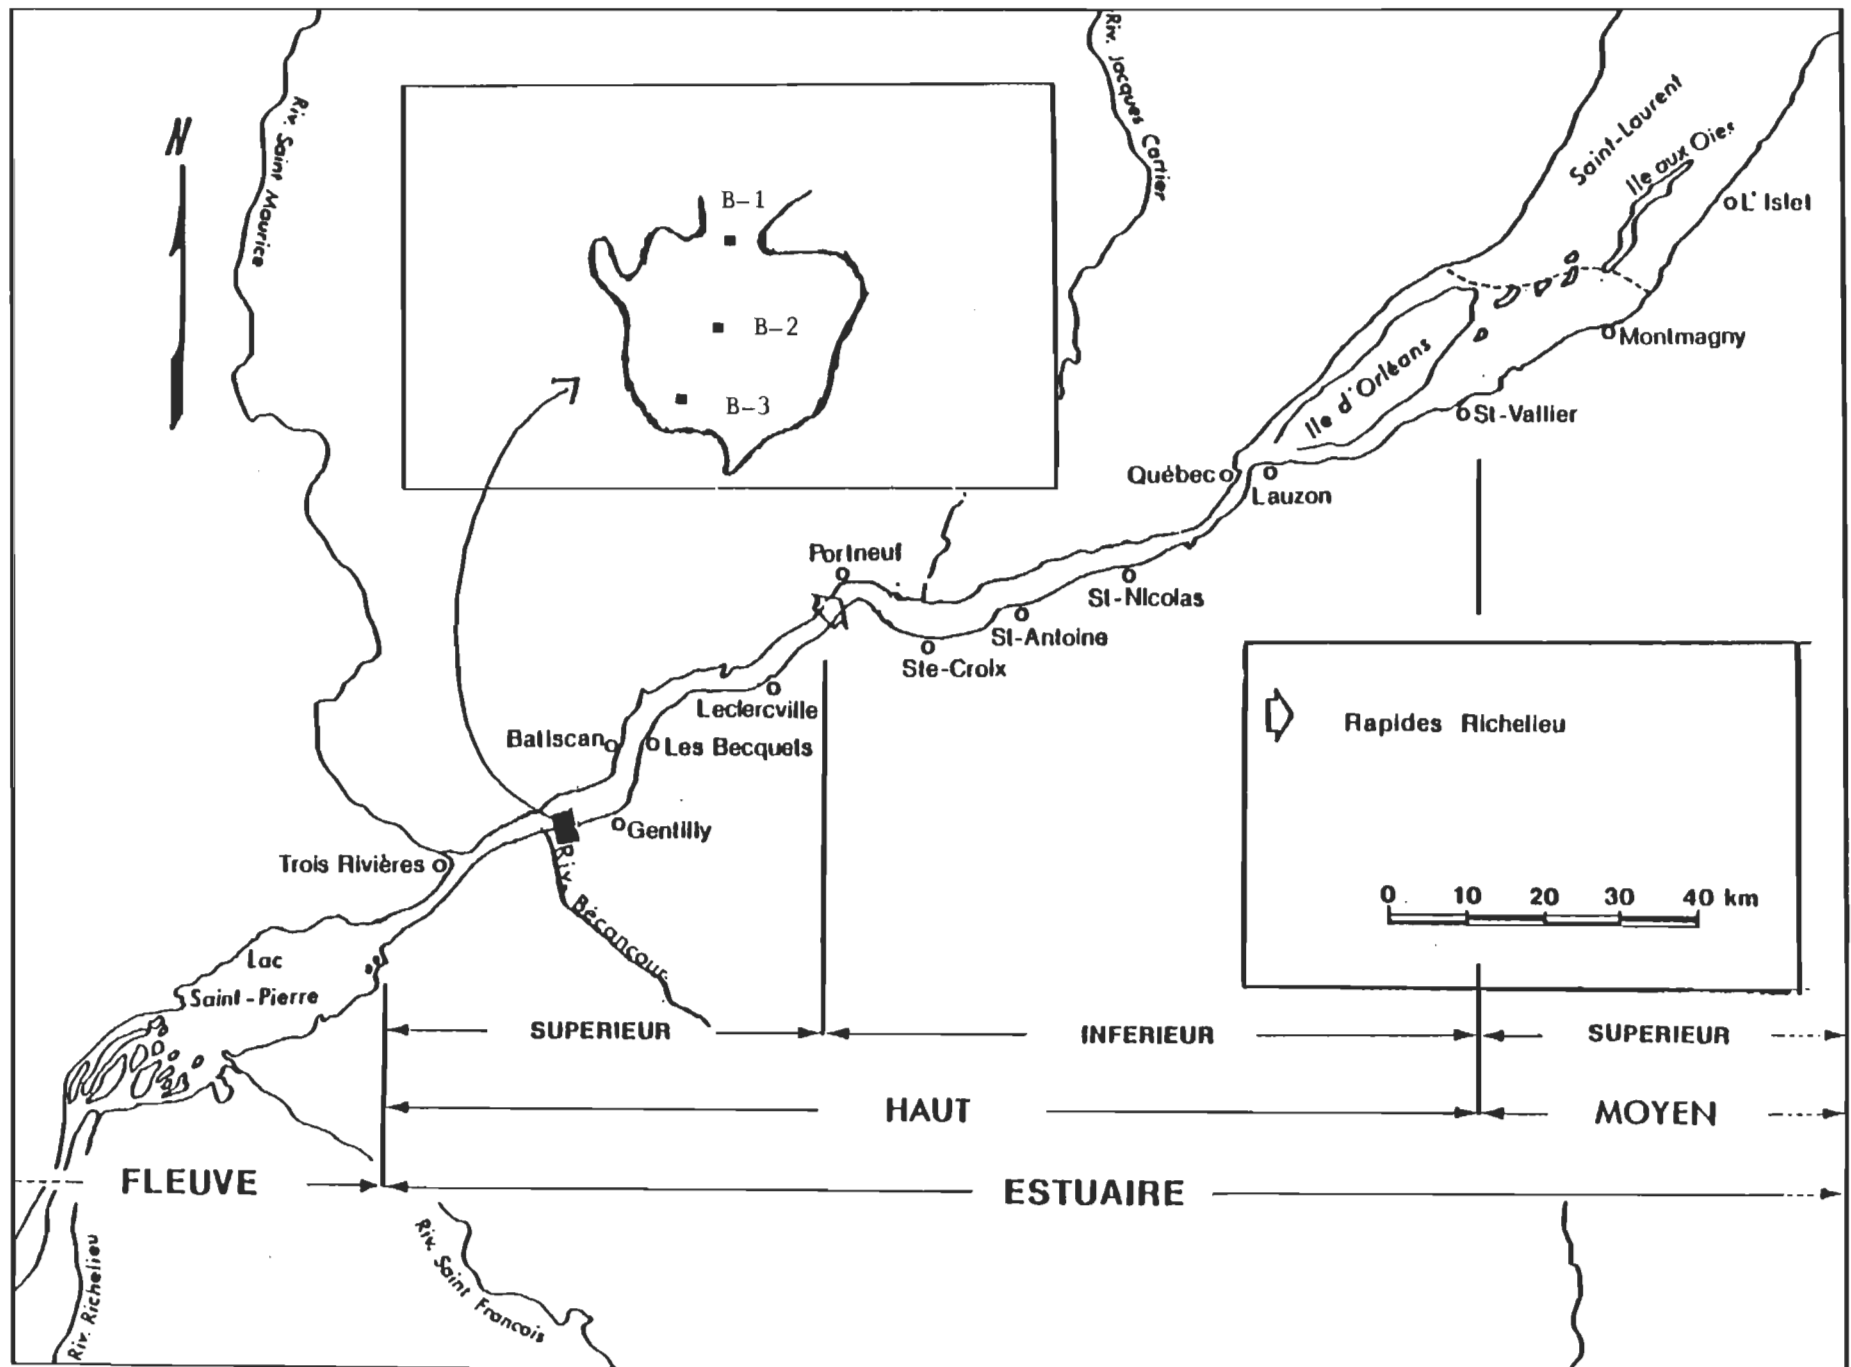 N
Riv. Saint Maurice
Riv. Jacques Cartier
B-1
B-2
B-3
Saint-Laurent
Ile aux Oies
L'Islet
Montmagny
Ile d'Orléans
St-Vallier
Québec
Lauzon
Portneuf
St-Nicolas
St-Antoine
Ste-Croix
Leclercville
Batiscan
Les Becquets
Gentilly
Trois Rivières
Riv. Bécancour
Rapides Richelieu
0 10 20 30 40 km
Lac
Saint-Pierre
SUPERIEUR INFERIEUR SUPERIEUR
HAUT MOYEN
FLEUVE ESTUAIRE
Riv. Richelieu
Riv. Saint Francois